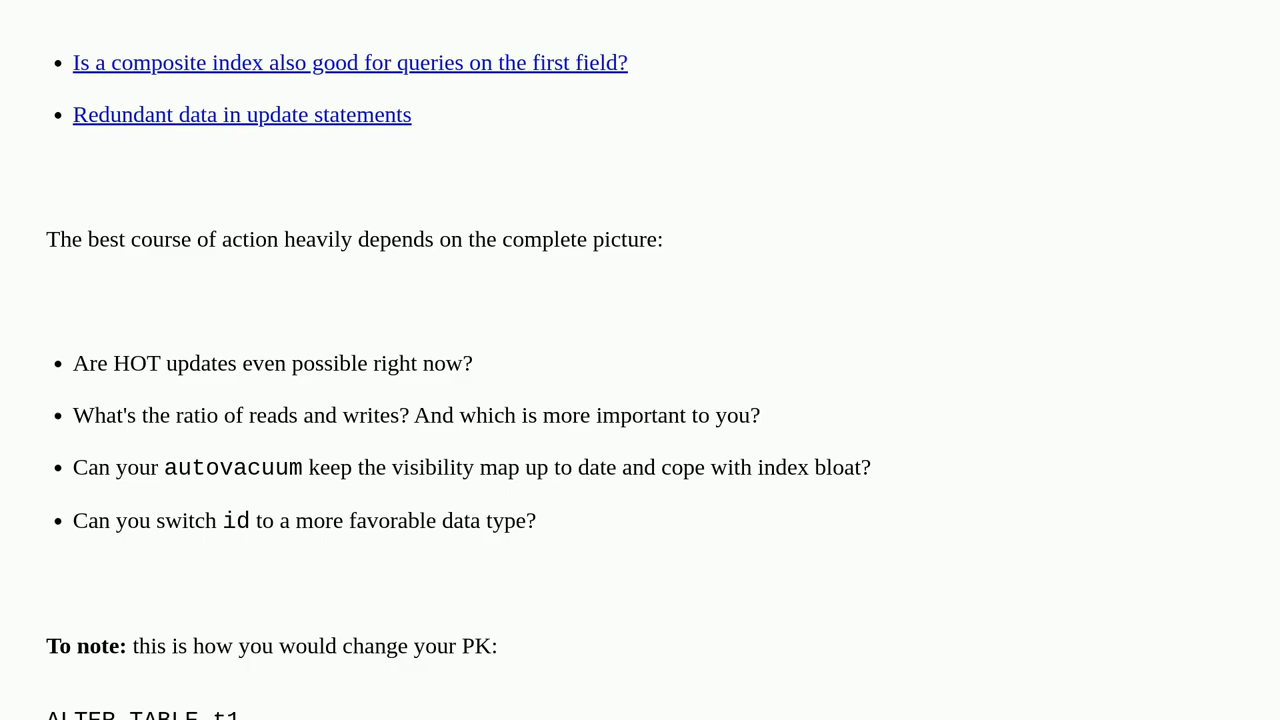 Is a composite index also good for queries on the first field?
Redundant data in update statements
The best course of action heavily depends on the complete picture:
Are HOT updates even possible right now?
What's the ratio of reads and writes? And which is more important to you?
Can your autovacuum keep the visibility map up to date and cope with index bloat?
Can you switch id to a more favorable data type?
To note: this is how you would change your PK:
ALTER TABLE t1